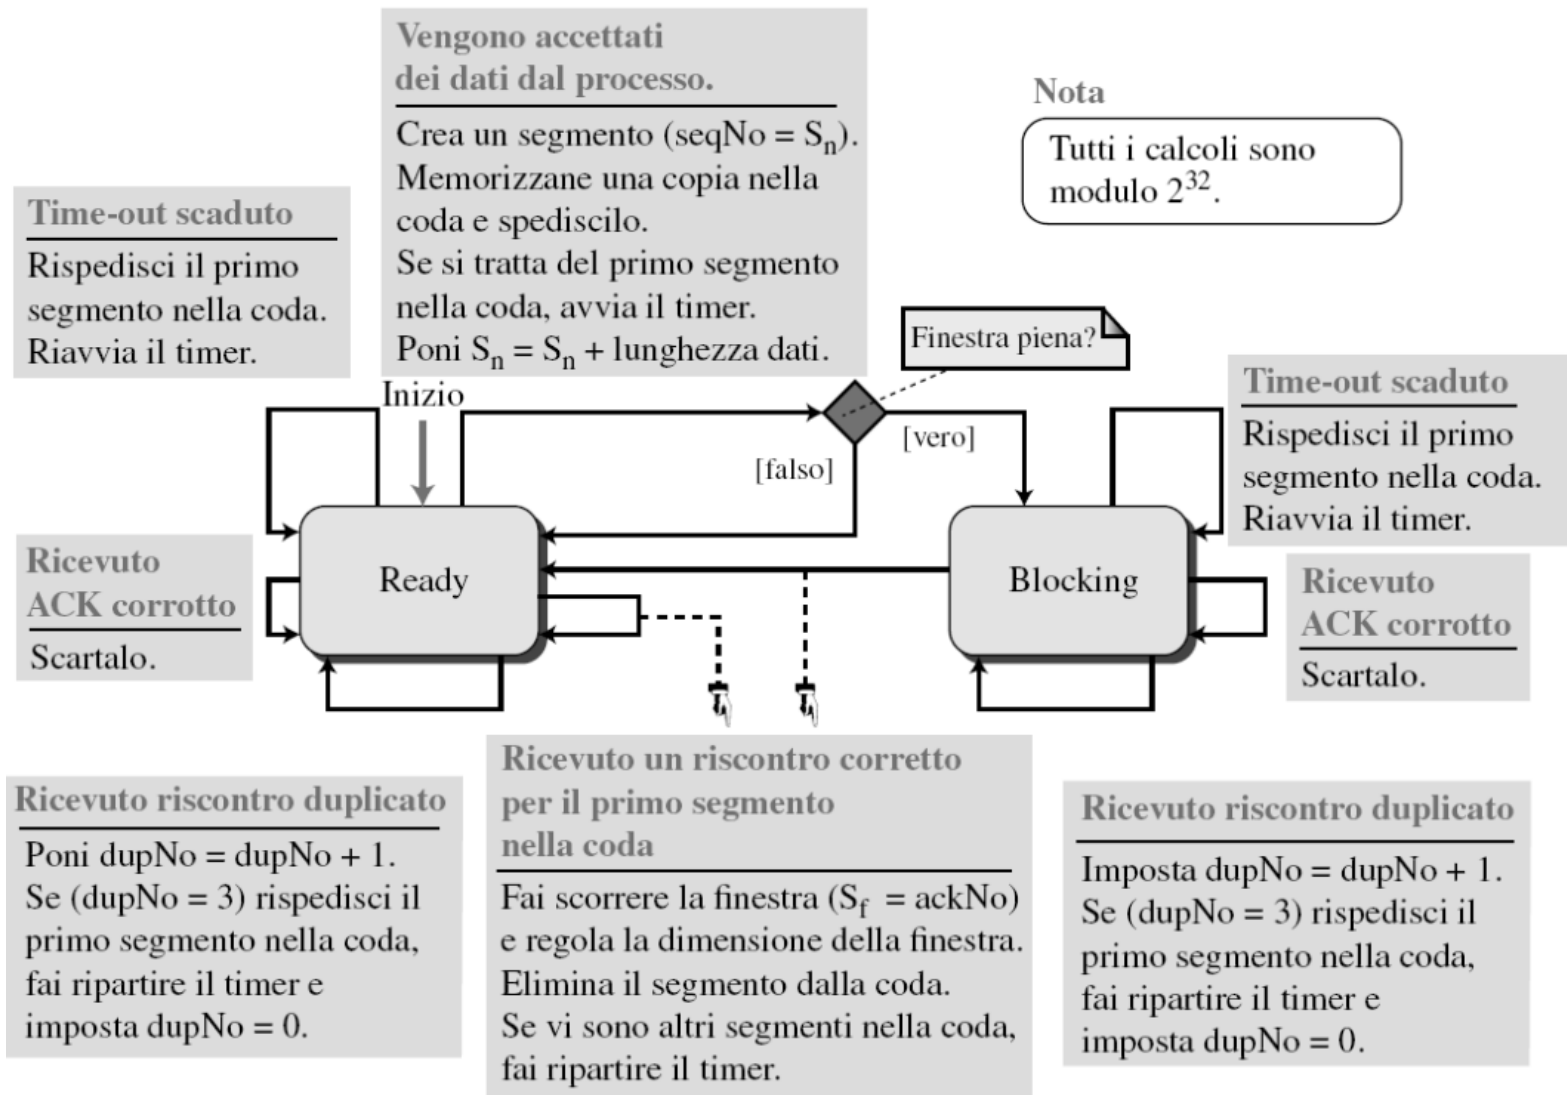 Vengono accettati
dei dati dal processo.
Crea un segmento (seqNo = Sₙ).
Memorizzane una copia nella
coda e spediscilo.
Se si tratta del primo segmento
nella coda, avvia il timer.
Poni Sₙ = Sₙ + lunghezza dati.
Nota
Tutti i calcoli sono
modulo 2³².
Time-out scaduto
Rispedisci il primo
segmento nella coda.
Riavvia il timer.
Finestra piena?
Inizio
[vero]
[falso]
Time-out scaduto
Rispedisci il primo
segmento nella coda.
Riavvia il timer.
Ricevuto
ACK corrotto
Scartalo.
Ready
Blocking
Ricevuto
ACK corrotto
Scartalo.
Ricevuto riscontro duplicato
Poni dupNo = dupNo + 1.
Se (dupNo = 3) rispedisci il
primo segmento nella coda,
fai ripartire il timer e
imposta dupNo = 0.
Ricevuto un riscontro corretto
per il primo segmento
nella coda
Fai scorrere la finestra (S_f = ackNo)
e regola la dimensione della finestra.
Elimina il segmento dalla coda.
Se vi sono altri segmenti nella coda,
fai ripartire il timer.
Ricevuto riscontro duplicato
Imposta dupNo = dupNo + 1.
Se (dupNo = 3) rispedisci il
primo segmento nella coda,
fai ripartire il timer e
imposta dupNo = 0.